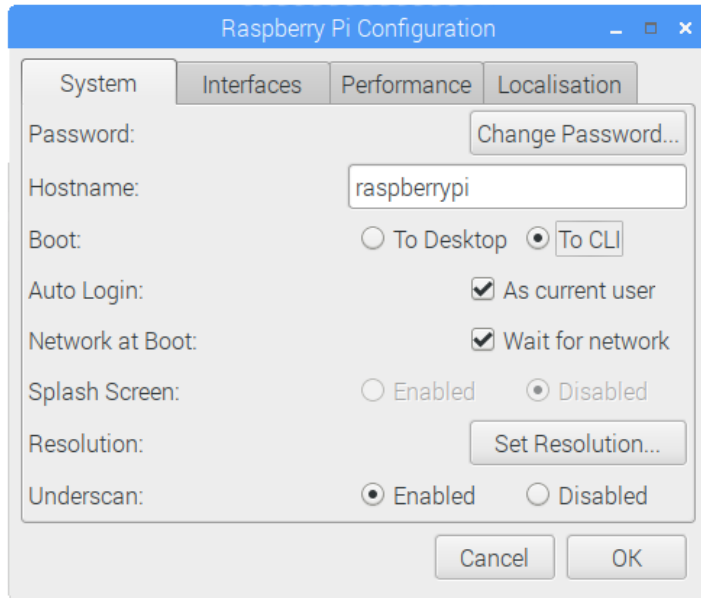 Raspberry Pi Configuration
System Interfaces Performance Localisation
Password: Change Password...
Hostname: raspberrypi
Boot: To Desktop To CLI
Auto Login: As current user
Network at Boot: Wait for network
Splash Screen: Enabled Disabled
Resolution: Set Resolution...
Underscan: Enabled Disabled
Cancel OK